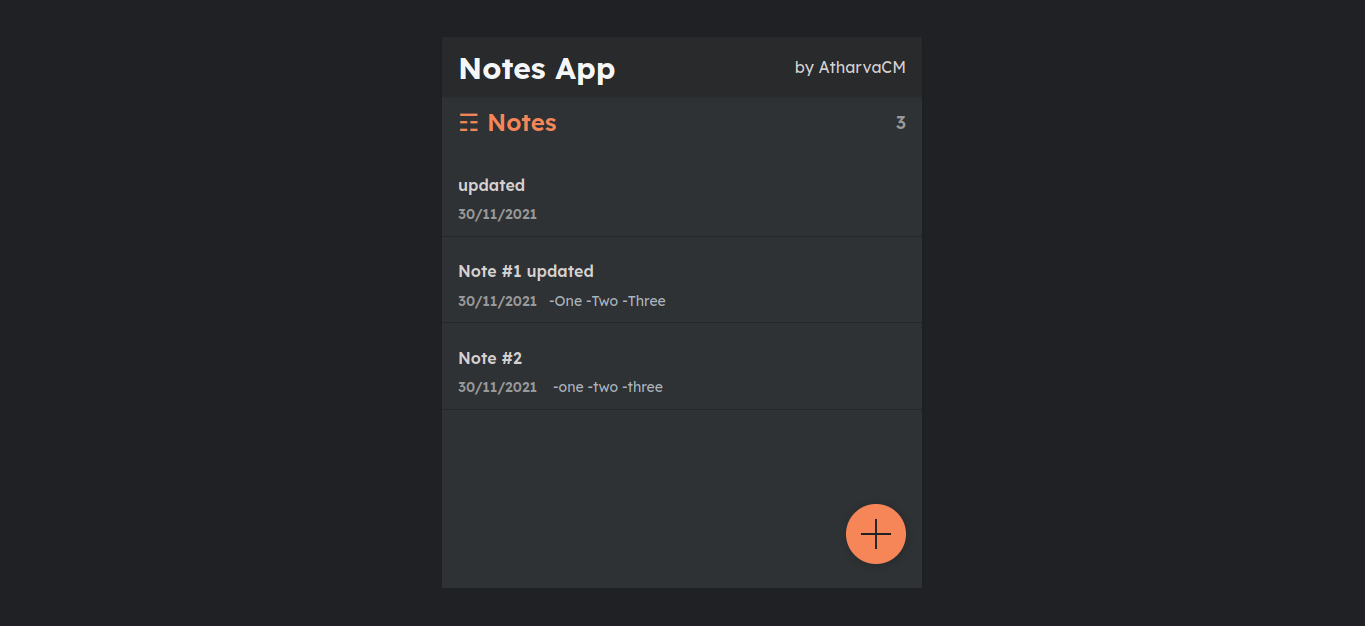 Notes App by AtharvaCM
☶ Notes 3
updated
30/11/2021
Note #1 updated
30/11/2021 -One -Two -Three
Note #2
30/11/2021 -one -two -three